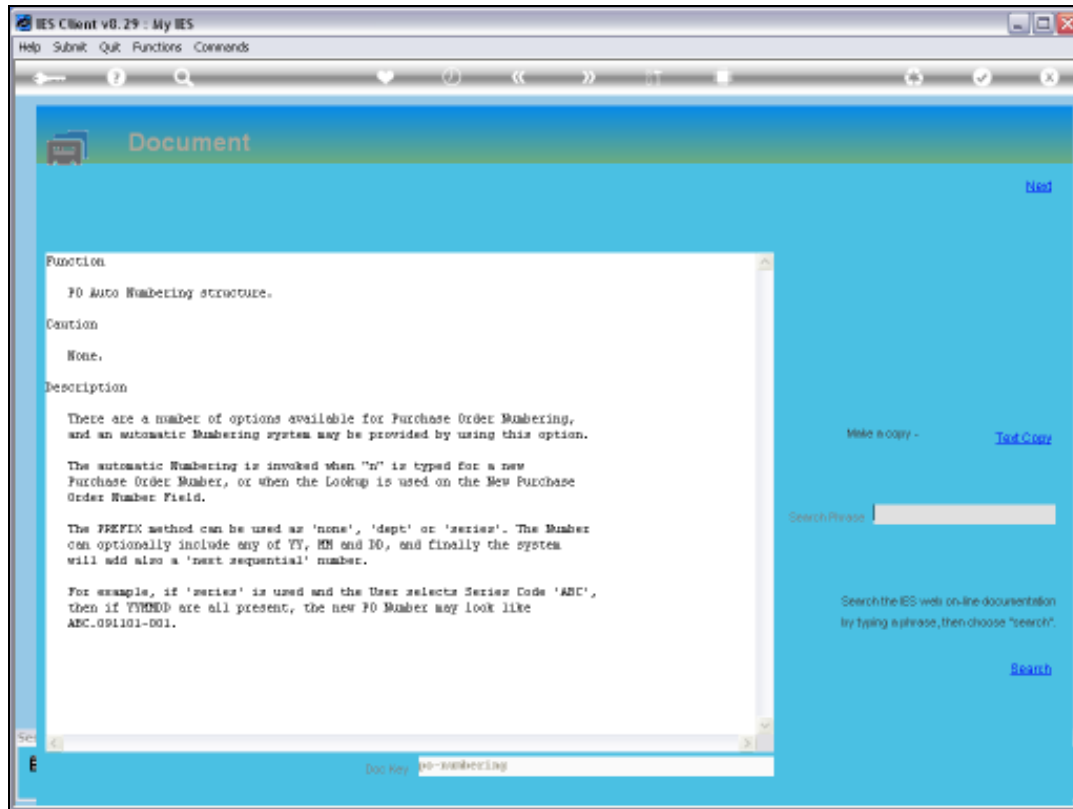 IES Client v8.29 : My IES
Help Submit Quit Functions Commands
Document
Next
Function
PO Auto Numbering structure.
Caution
None.
Description
There are a number of options available for Purchase Order Numbering,
and an automatic Numbering system may be provided by using this option.
The automatic Numbering is invoked when "n" is typed for a new
Purchase Order Number, or when the Lookup is used on the New Purchase
Order Number Field.
The PREFIX method can be used as 'none', 'dept' or 'series'. The Number
can optionally include any of YY, MM and DD, and finally the system
will add also a 'next sequential' number.
For example, if 'series' is used and the User selects Series Code 'ABC',
then if YYMMDD are all present, the new PO Number may look like
ABC.091101-001.
Make a copy -
Text Copy
Search Phrase
Search the IES web on-line documentation
by typing a phrase, then choose "search".
Search
Doc Key po-numbering